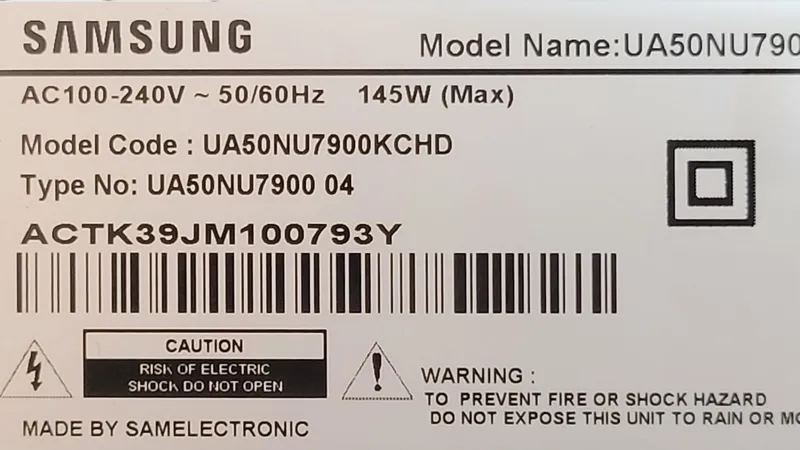 SAMSUNG
Model Name:UA50NU790
AC100-240V ~ 50/60Hz 145W (Max)
Model Code : UA50NU7900KCHD
Type No: UA50NU7900 04
ACTK39JM100793Y
CAUTION
RISK OF ELECTRIC
SHOCK DO NOT OPEN
WARNING :
TO PREVENT FIRE OR SHOCK HAZARD
DO NOT EXPOSE THIS UNIT TO RAIN OR
MADE BY SAMELECTRONIC